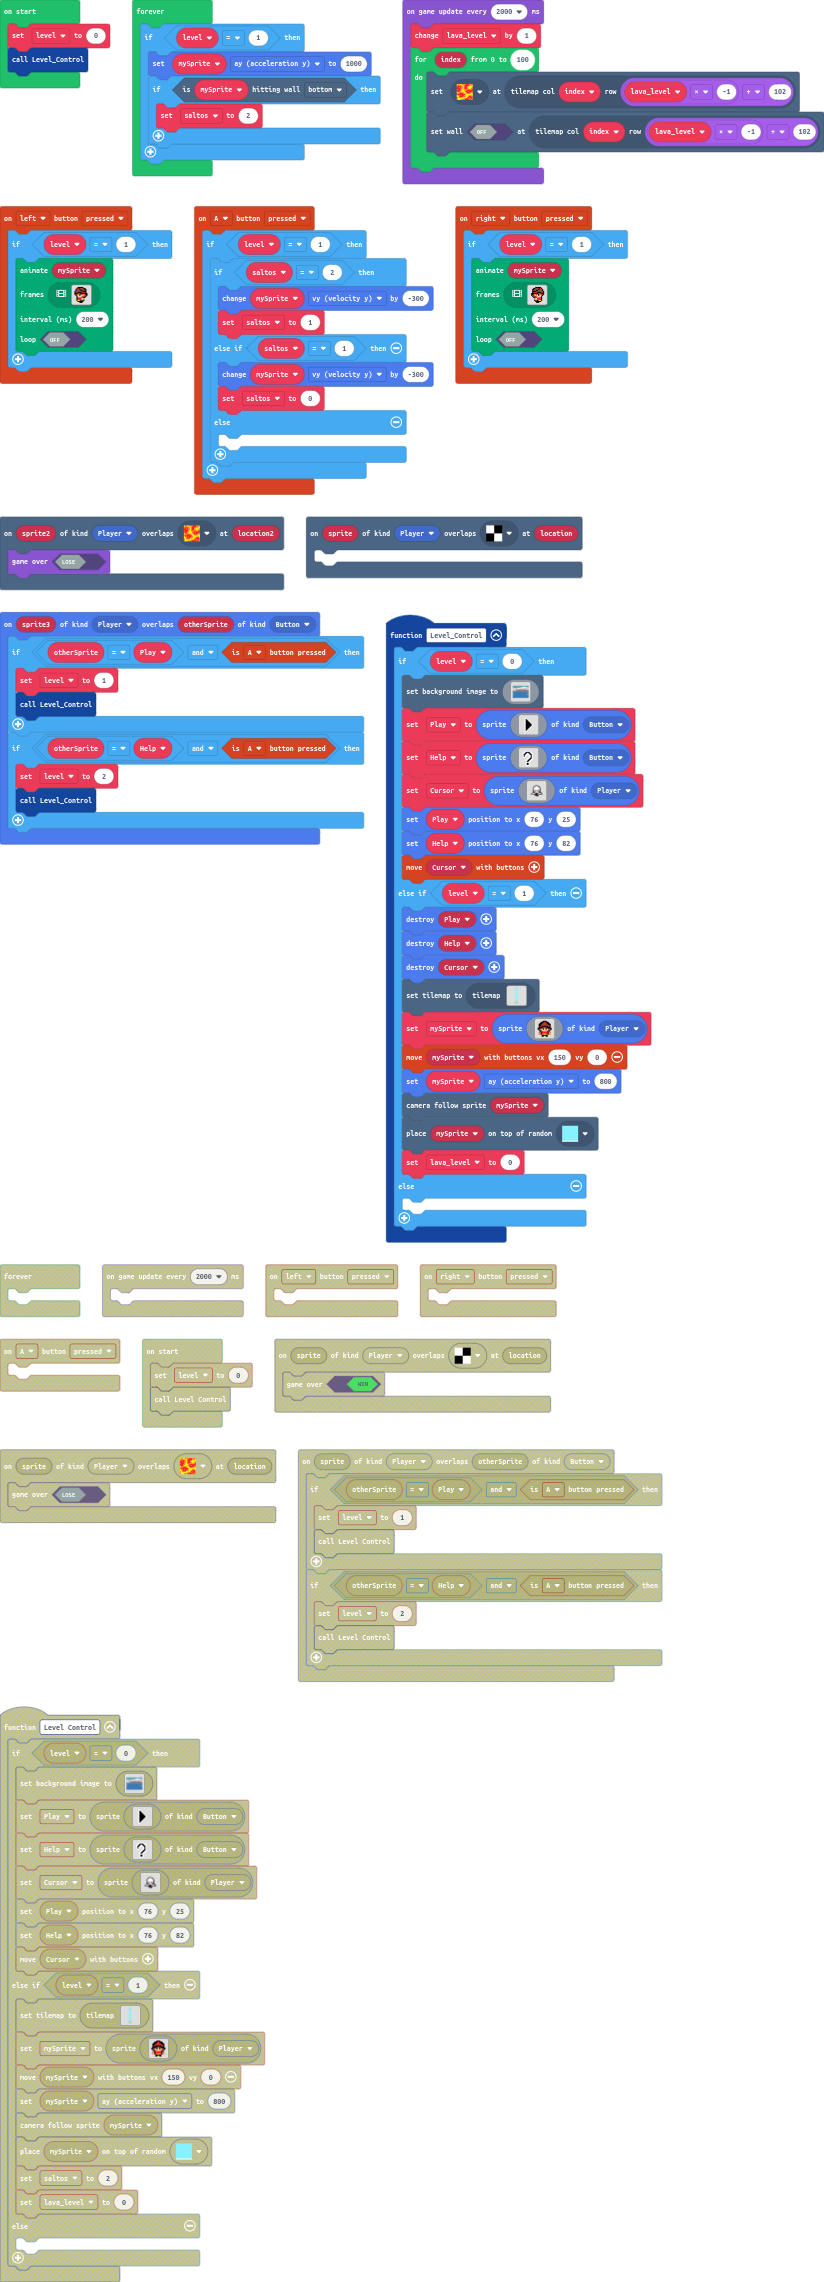 on start
set level to 0
call Level_Control
forever
if level = 1 then
set mySprite ay (acceleration y) to 1000
if is mySprite hitting wall bottom then
set saltos to 2
on game update every 2000 ms
change lava_level by 1
for index from 0 to 100
do
set at tilemap col index row lava_level × -1 + 102
set wall OFF at tilemap col index row lava_level × -1 + 102
on left button pressed
if level = 1 then
animate mySprite
frames
interval (ms) 200
loop OFF
on A button pressed
if level = 1 then
if saltos = 2 then
change mySprite vy (velocity y) by -300
set saltos to 1
else if saltos = 1 then
change mySprite vy (velocity y) by -300
set saltos to 0
else
on right button pressed
if level = 1 then
animate mySprite
frames
interval (ms) 200
loop OFF
on sprite2 of kind Player overlaps at location2
game over LOSE
on sprite of kind Player overlaps at location
on sprite3 of kind Player overlaps otherSprite of kind Button
if otherSprite = Play and is A button pressed then
set level to 1
call Level_Control
if otherSprite = Help and is A button pressed then
set level to 2
call Level_Control
function Level_Control
if level = 0 then
set background image to
set Play to sprite of kind Button
set Help to sprite ? of kind Button
set Cursor to sprite of kind Player
set Play position to x 76 y 25
set Help position to x 76 y 82
move Cursor with buttons
else if level = 1 then
destroy Play
destroy Help
destroy Cursor
set tilemap to tilemap
set mySprite to sprite of kind Player
move mySprite with buttons vx 150 vy 0
set mySprite ay (acceleration y) to 800
camera follow sprite mySprite
place mySprite on top of random
set lava_level to 0
else
forever
on game update every 2000 ms
on left button pressed
on right button pressed
on A button pressed
on start
set level to 0
call Level Control
on sprite of kind Player overlaps at location
game over WIN
on sprite of kind Player overlaps at location
game over LOSE
on sprite of kind Player overlaps otherSprite of kind Button
if otherSprite = Play and is A button pressed then
set level to 1
call Level Control
if otherSprite = Help and is A button pressed then
set level to 2
call Level Control
function Level Control
if level = 0 then
set background image to
set Play to sprite of kind Button
set Help to sprite ? of kind Button
set Cursor to sprite of kind Player
set Play position to x 76 y 25
set Help position to x 76 y 82
move Cursor with buttons
else if level = 1 then
set tilemap to tilemap
set mySprite to sprite of kind Player
move mySprite with buttons vx 150 vy 0
set mySprite ay (acceleration y) to 800
camera follow sprite mySprite
place mySprite on top of random
set saltos to 2
set lava_level to 0
else